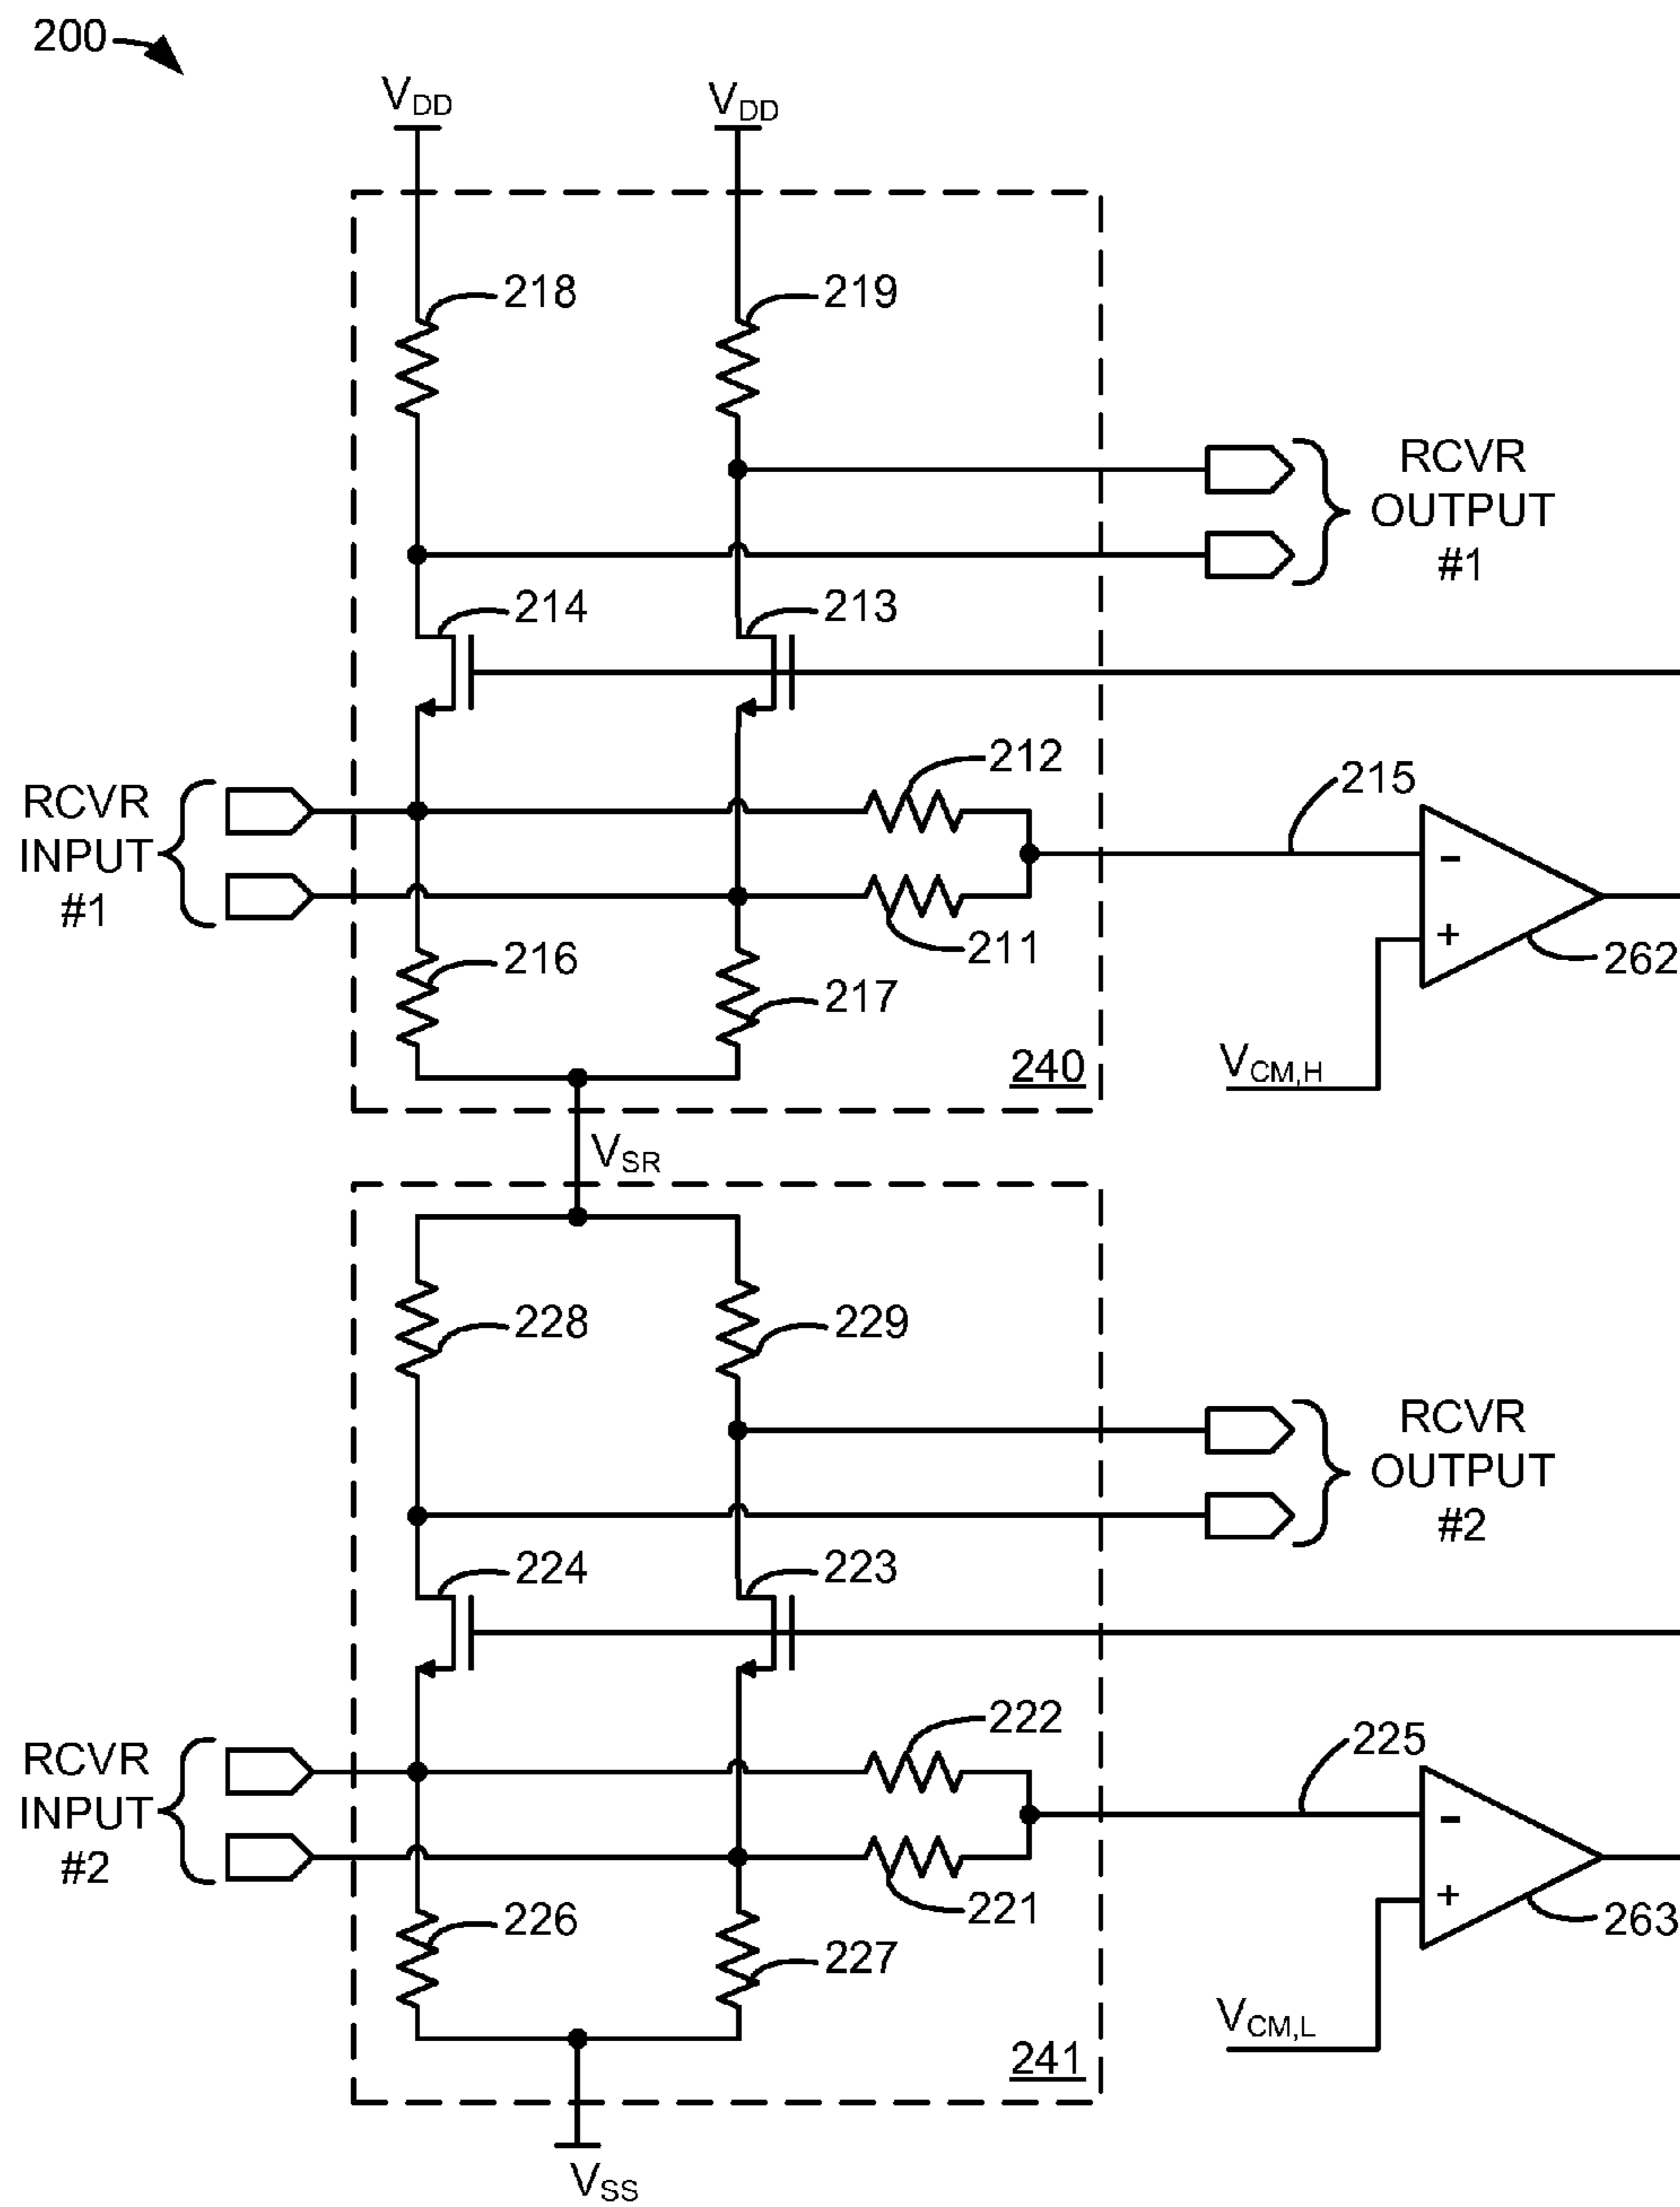 200
VDD
VDD
218
219
RCVR
OUTPUT
#1
214
213
212
215
RCVR
INPUT
#1
-
+
211
262
216
217
VCM,H
240
VSR
228
229
RCVR
OUTPUT
#2
224
223
222
225
RCVR
INPUT
#2
-
+
221
263
226
227
VCM,L
241
VSS